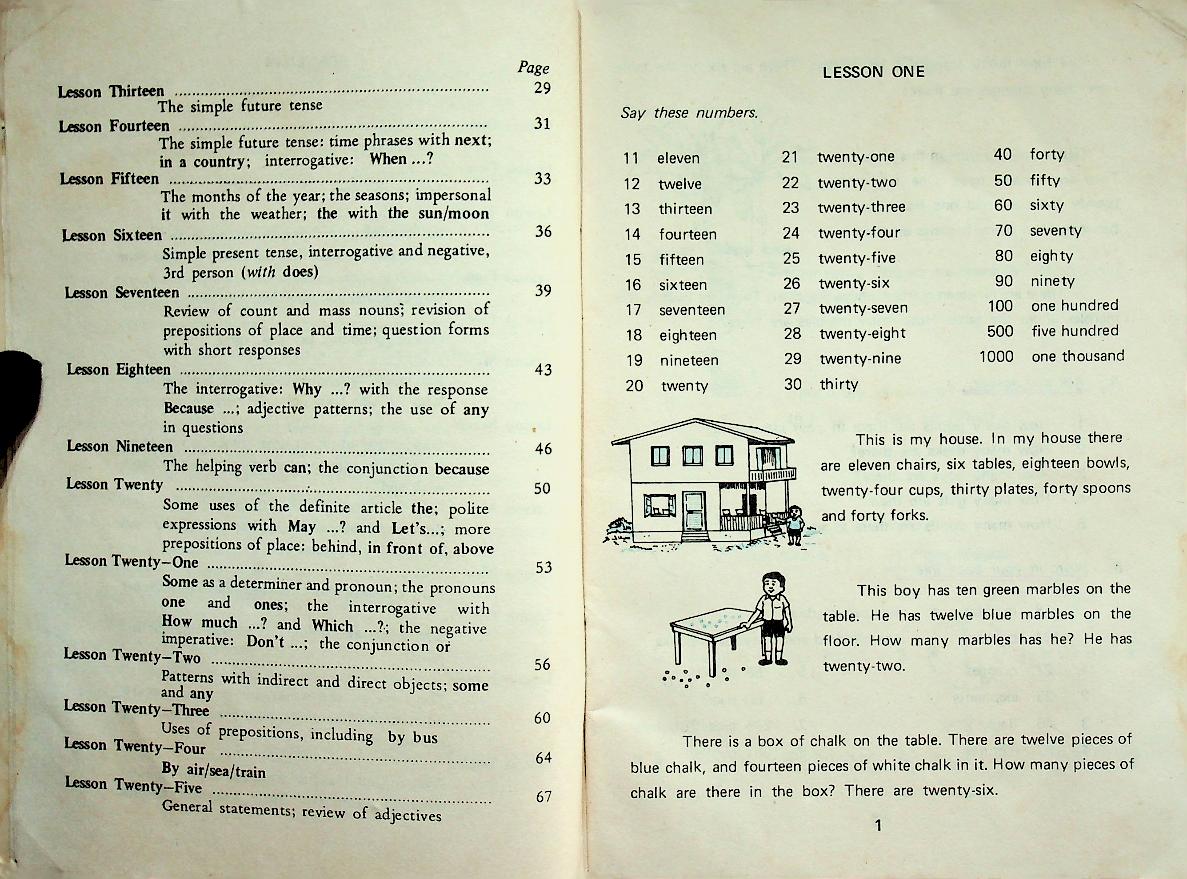 Page
Lesson Thirteen .......... 29
The simple future tense
Lesson Fourteen .......... 31
The simple future tense: time phrases with next;
in a country; interrogative: When ...?
Lesson Fifteen .......... 33
The months of the year; the seasons; impersonal
it with the weather; the with the sun/moon
Lesson Sixteen .......... 36
Simple present tense, interrogative and negative,
3rd person (with does)
Lesson Seventeen .......... 39
Review of count and mass nouns; revision of
prepositions of place and time; question forms
with short responses
Lesson Eighteen .......... 43
The interrogative: Why ...? with the response
Because ...; adjective patterns; the use of any
in questions
Lesson Nineteen .......... 46
The helping verb can; the conjunction because
Lesson Twenty .......... 50
Some uses of the definite article the; polite
expressions with May ...? and Let's...; more
prepositions of place: behind, in front of, above
Lesson Twenty-One .......... 53
Some as a determiner and pronoun; the pronouns
one and ones; the interrogative with
How much ...? and Which ...?; the negative
imperative: Don't ...; the conjunction or
Lesson Twenty-Two .......... 56
Patterns with indirect and direct objects; some
and any
Lesson Twenty-Three .......... 60
Uses of prepositions, including by bus
Lesson Twenty-Four .......... 64
By air/sea/train
Lesson Twenty-Five .......... 67
General statements; review of adjectives
LESSON ONE
Say these numbers.
11 eleven 21 twenty-one 40 forty
12 twelve 22 twenty-two 50 fifty
13 thirteen 23 twenty-three 60 sixty
14 fourteen 24 twenty-four 70 seventy
15 fifteen 25 twenty-five 80 eighty
16 sixteen 26 twenty-six 90 ninety
17 seventeen 27 twenty-seven 100 one hundred
18 eighteen 28 twenty-eight 500 five hundred
19 nineteen 29 twenty-nine 1000 one thousand
20 twenty 30 thirty
This is my house. In my house there
are eleven chairs, six tables, eighteen bowls,
twenty-four cups, thirty plates, forty spoons
and forty forks.
This boy has ten green marbles on the
table. He has twelve blue marbles on the
floor. How many marbles has he? He has
twenty-two.
There is a box of chalk on the table. There are twelve pieces of
blue chalk, and fourteen pieces of white chalk in it. How many pieces of
chalk are there in the box? There are twenty-six.
1